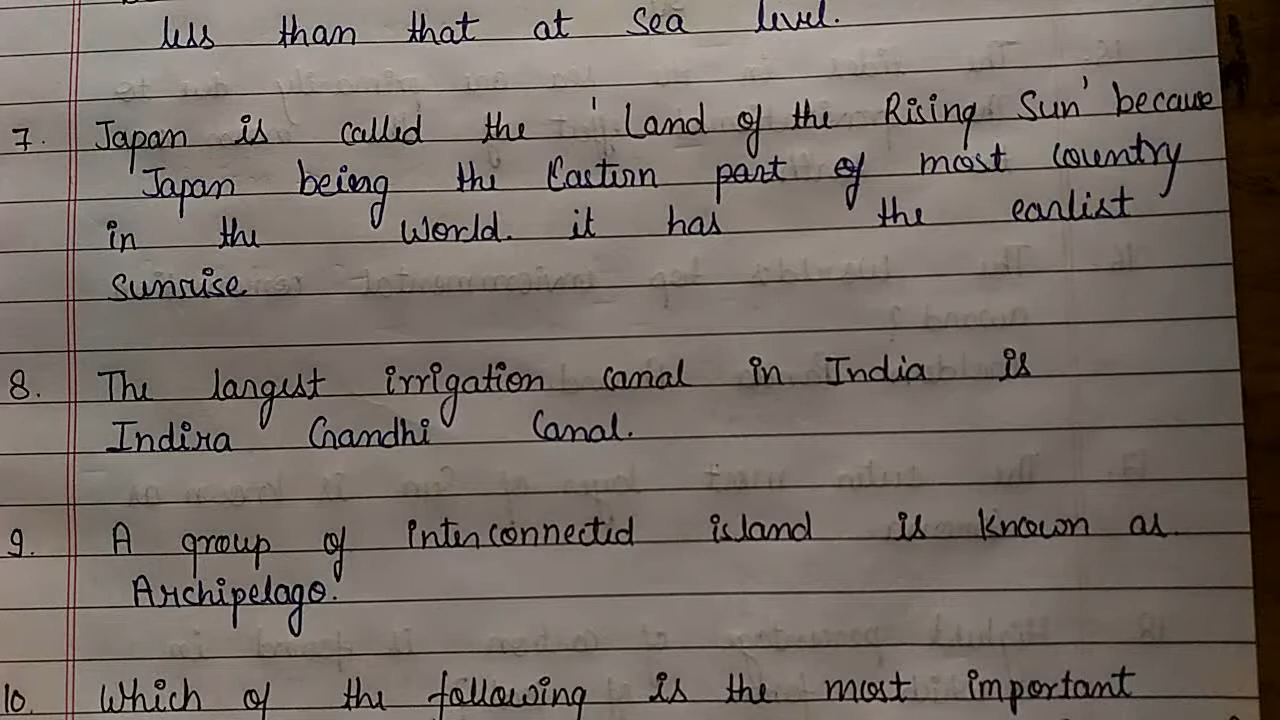 less than that at sea level.
7. Japan is called the 'Land of the Rising Sun' because
Japan being the Eastern part of most country
in the world. it has the earlist
sunrise
8. The largest irrigation canal in India is
Indira Gandhi Canal.
9. A group of interconnected island is known as
Archipelago.
10. Which of the following is the most important